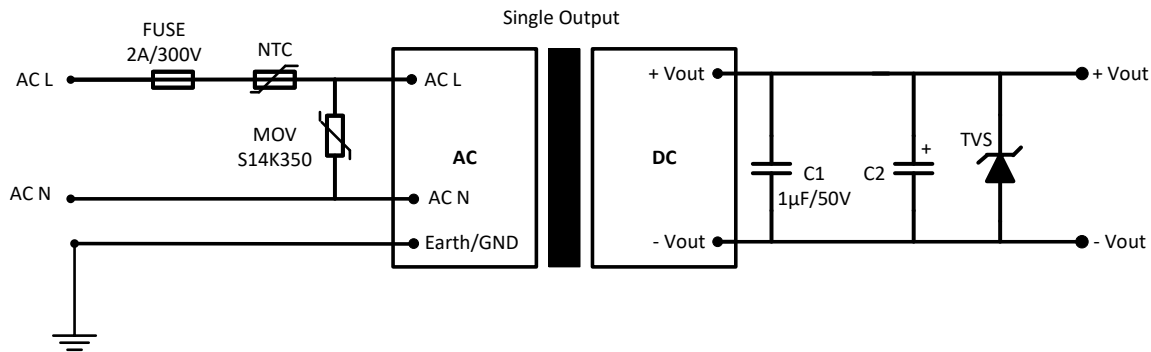 Single Output
FUSE
2A/300V
NTC
AC L
AC L
MOV
S14K350
AC
AC N
AC N
Earth/GND
+ Vout
+ Vout
DC
C1
1µF/50V
C2
+
TVS
- Vout
- Vout